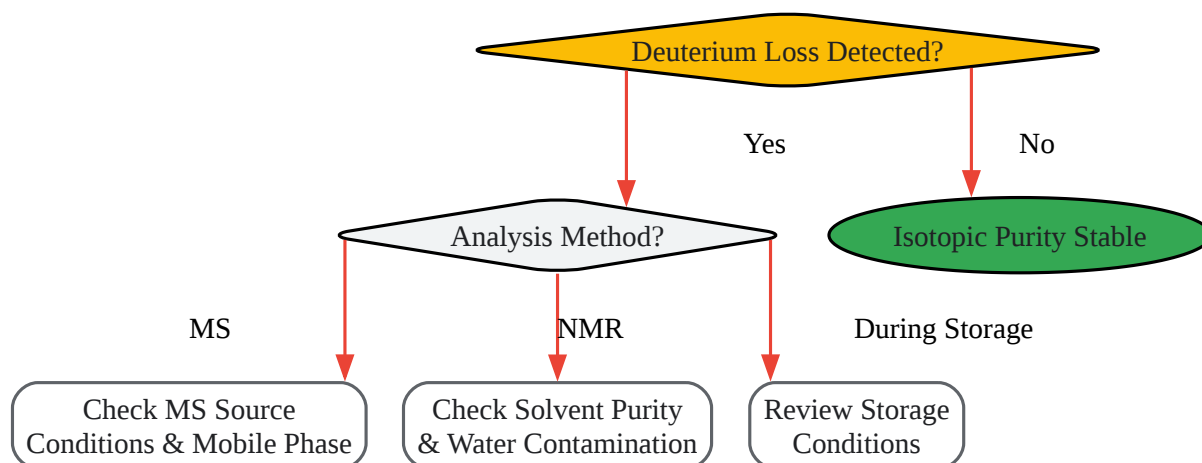 Deuterium Loss Detected?
Yes
No
Analysis Method?
Isotopic Purity Stable
MS
NMR
During Storage
Check MS Source
Conditions & Mobile Phase
Check Solvent Purity
& Water Contamination
Review Storage
Conditions